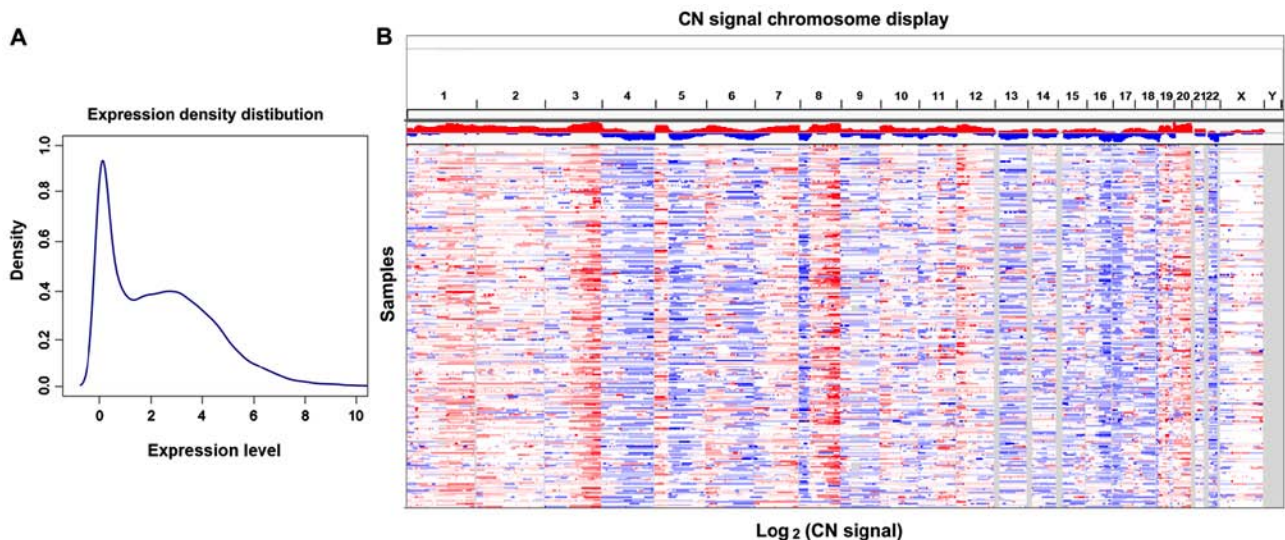 A
Expression density distibution
Density
1.0
0.8
0.6
0.4
0.2
0.0
0 2 4 6 8 10
Expression level
B
CN signal chromosome display
1 2 3 4 5 6 7 8 9 10 11 12 13 14 15 16 17 18 19 20 21 22 X Y
Samples
Log 2 (CN signal)